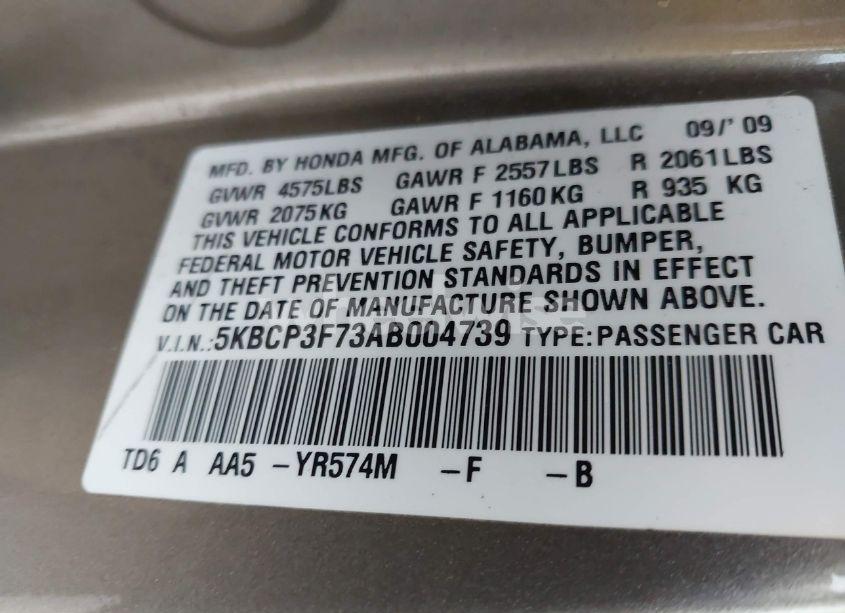 MFD. BY HONDA MFG. OF ALABAMA, LLC 09/' 09
GVWR 4575LBS GAWR F 2557LBS R 2061LBS
GVWR 2075KG GAWR F 1160KG R 935 KG
THIS VEHICLE CONFORMS TO ALL APPLICABLE
FEDERAL MOTOR VEHICLE SAFETY, BUMPER,
AND THEFT PREVENTION STANDARDS IN EFFECT
ON THE DATE OF MANUFACTURE SHOWN ABOVE.
V.I.N.:5KBCP3F73AB004739 TYPE:PASSENGER CAR
TD6 A AA5 -YR574M -F -B